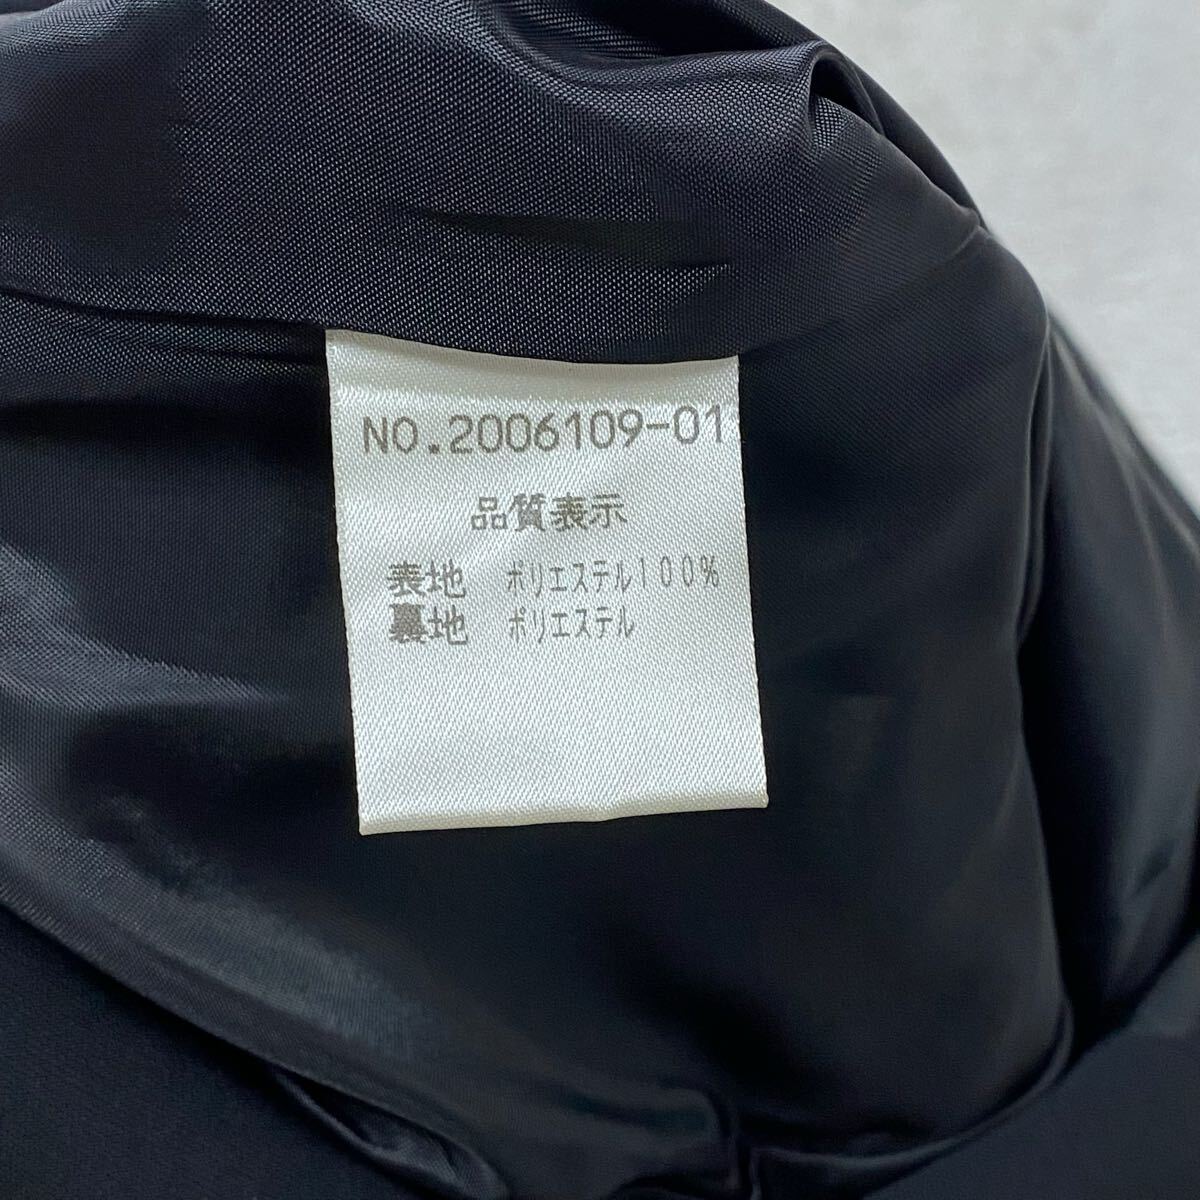 NO.2006109-01
品質表示
表地 ポリエステル100%
裏地 ポリエステル